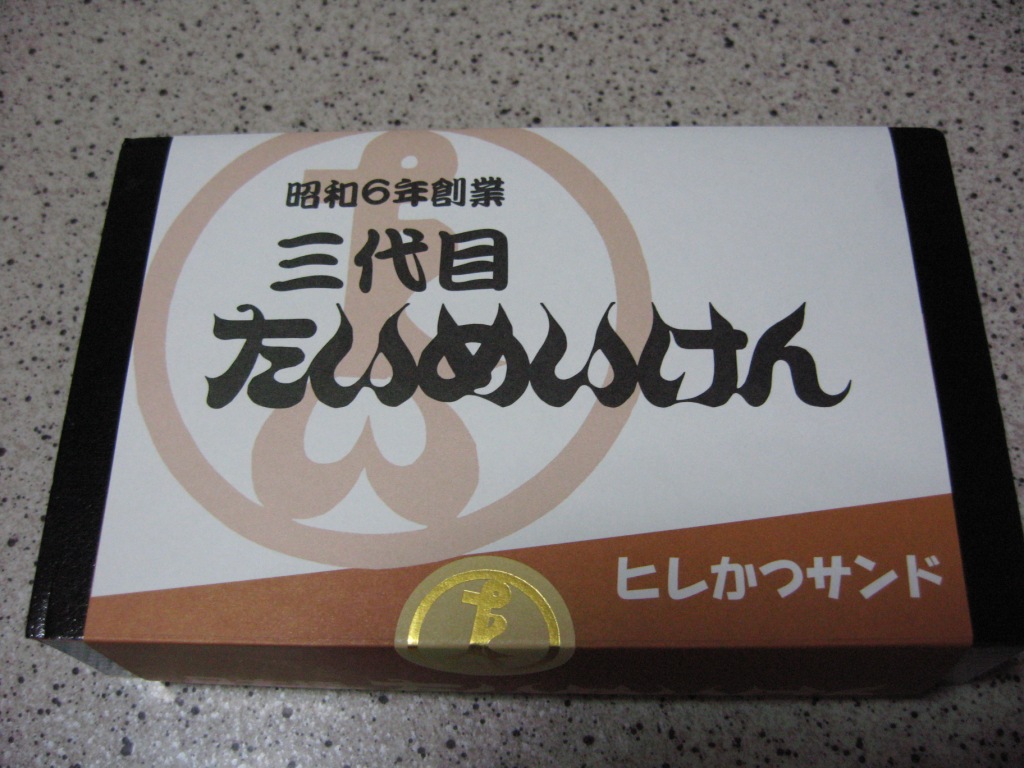 昭和6年創業
三代目
たいめいけん
ヒレかつサンド